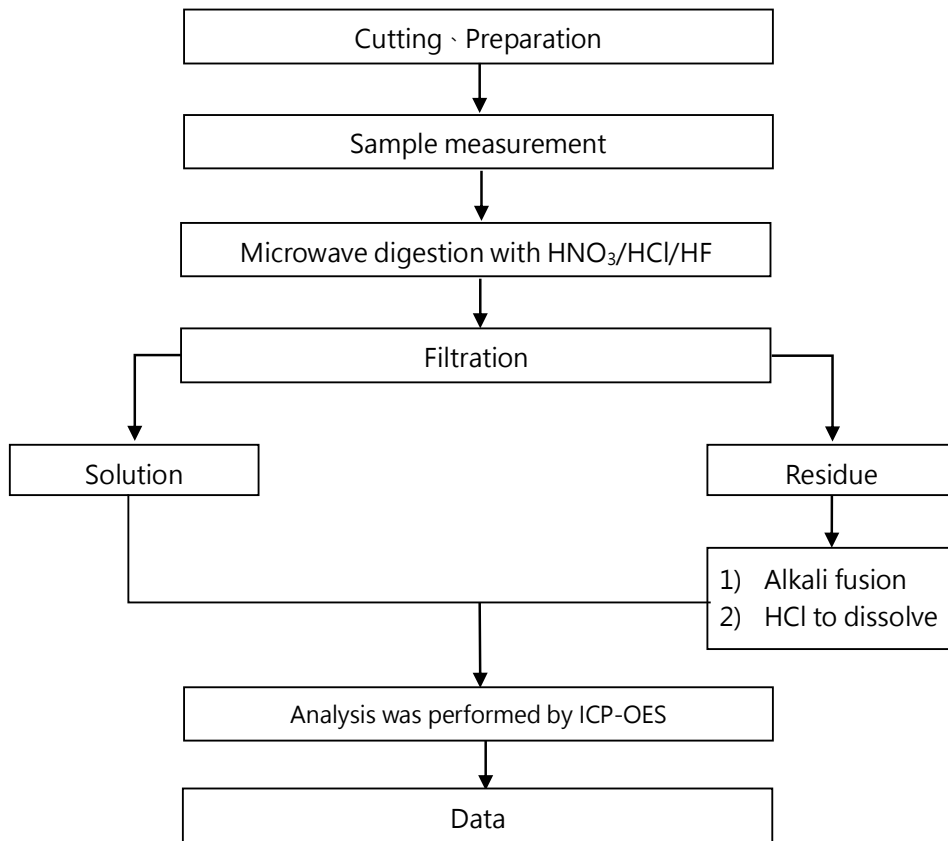 Cutting、Preparation
Sample measurement
Microwave digestion with HNO₃/HCl/HF
Filtration
Solution
Residue
1) Alkali fusion
2) HCl to dissolve
Analysis was performed by ICP-OES
Data